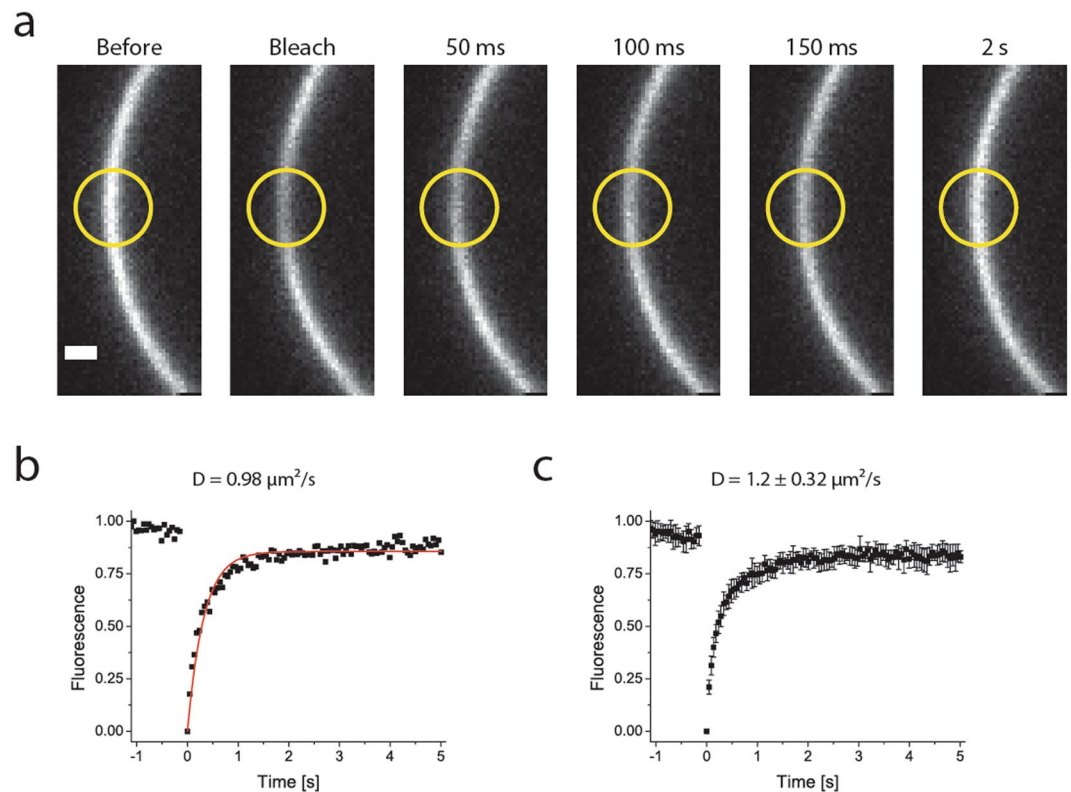 a
Before Bleach 50 ms 100 ms 150 ms 2 s
b
D = 0.98 μm²/s
1.00
0.75
0.50
0.25
0.00
Fluorescence
-1 0 1 2 3 4 5
Time [s]
c
D = 1.2 ± 0.32 μm²/s
1.00
0.75
0.50
0.25
0.00
Fluorescence
-1 0 1 2 3 4 5
Time [s]